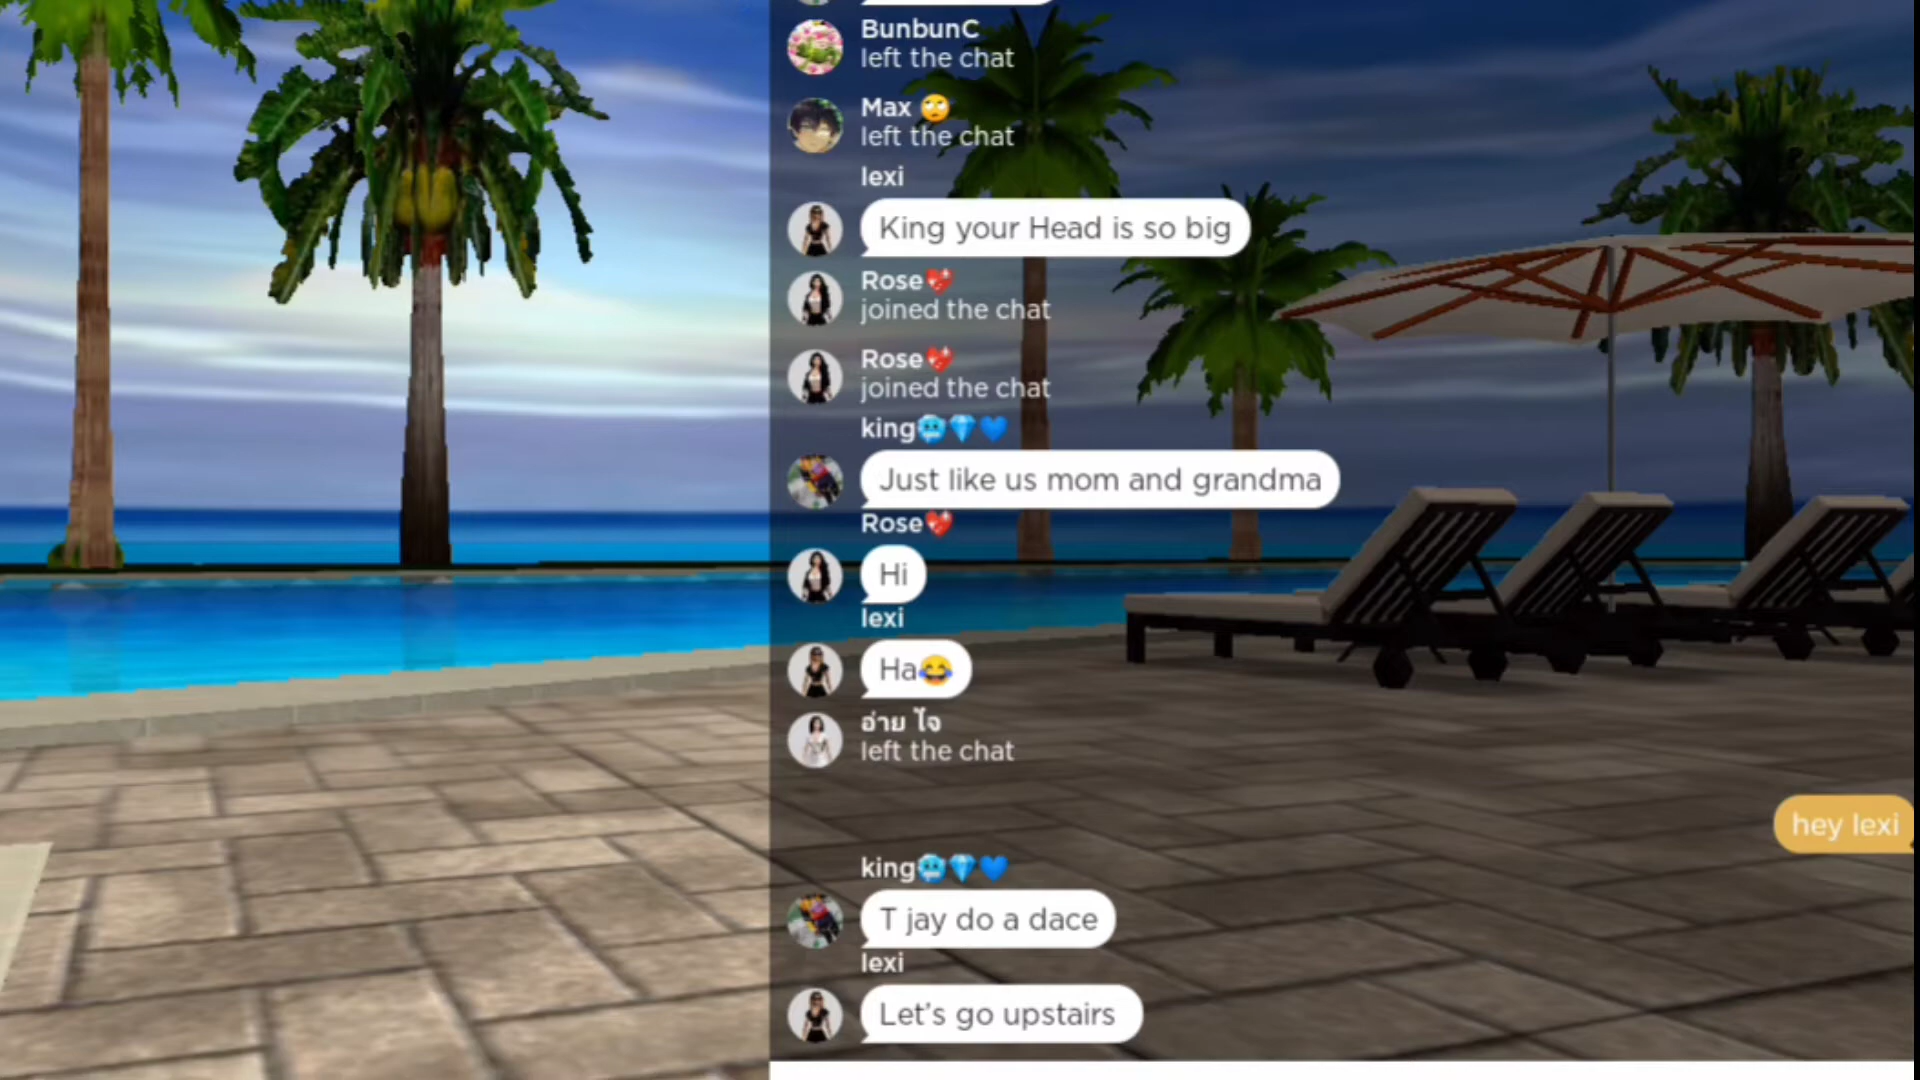 BunbunC
left the chat
Max 🙄
left the chat
lexi
King your Head is so big
Rose💖
joined the chat
Rose💖
joined the chat
king🥶💎💙
Just like us mom and grandma
Rose💖
Hi
lexi
Ha😂
อ่าย ไจ
left the chat
hey lexi
king🥶💎💙
T jay do a dace
lexi
Let's go upstairs